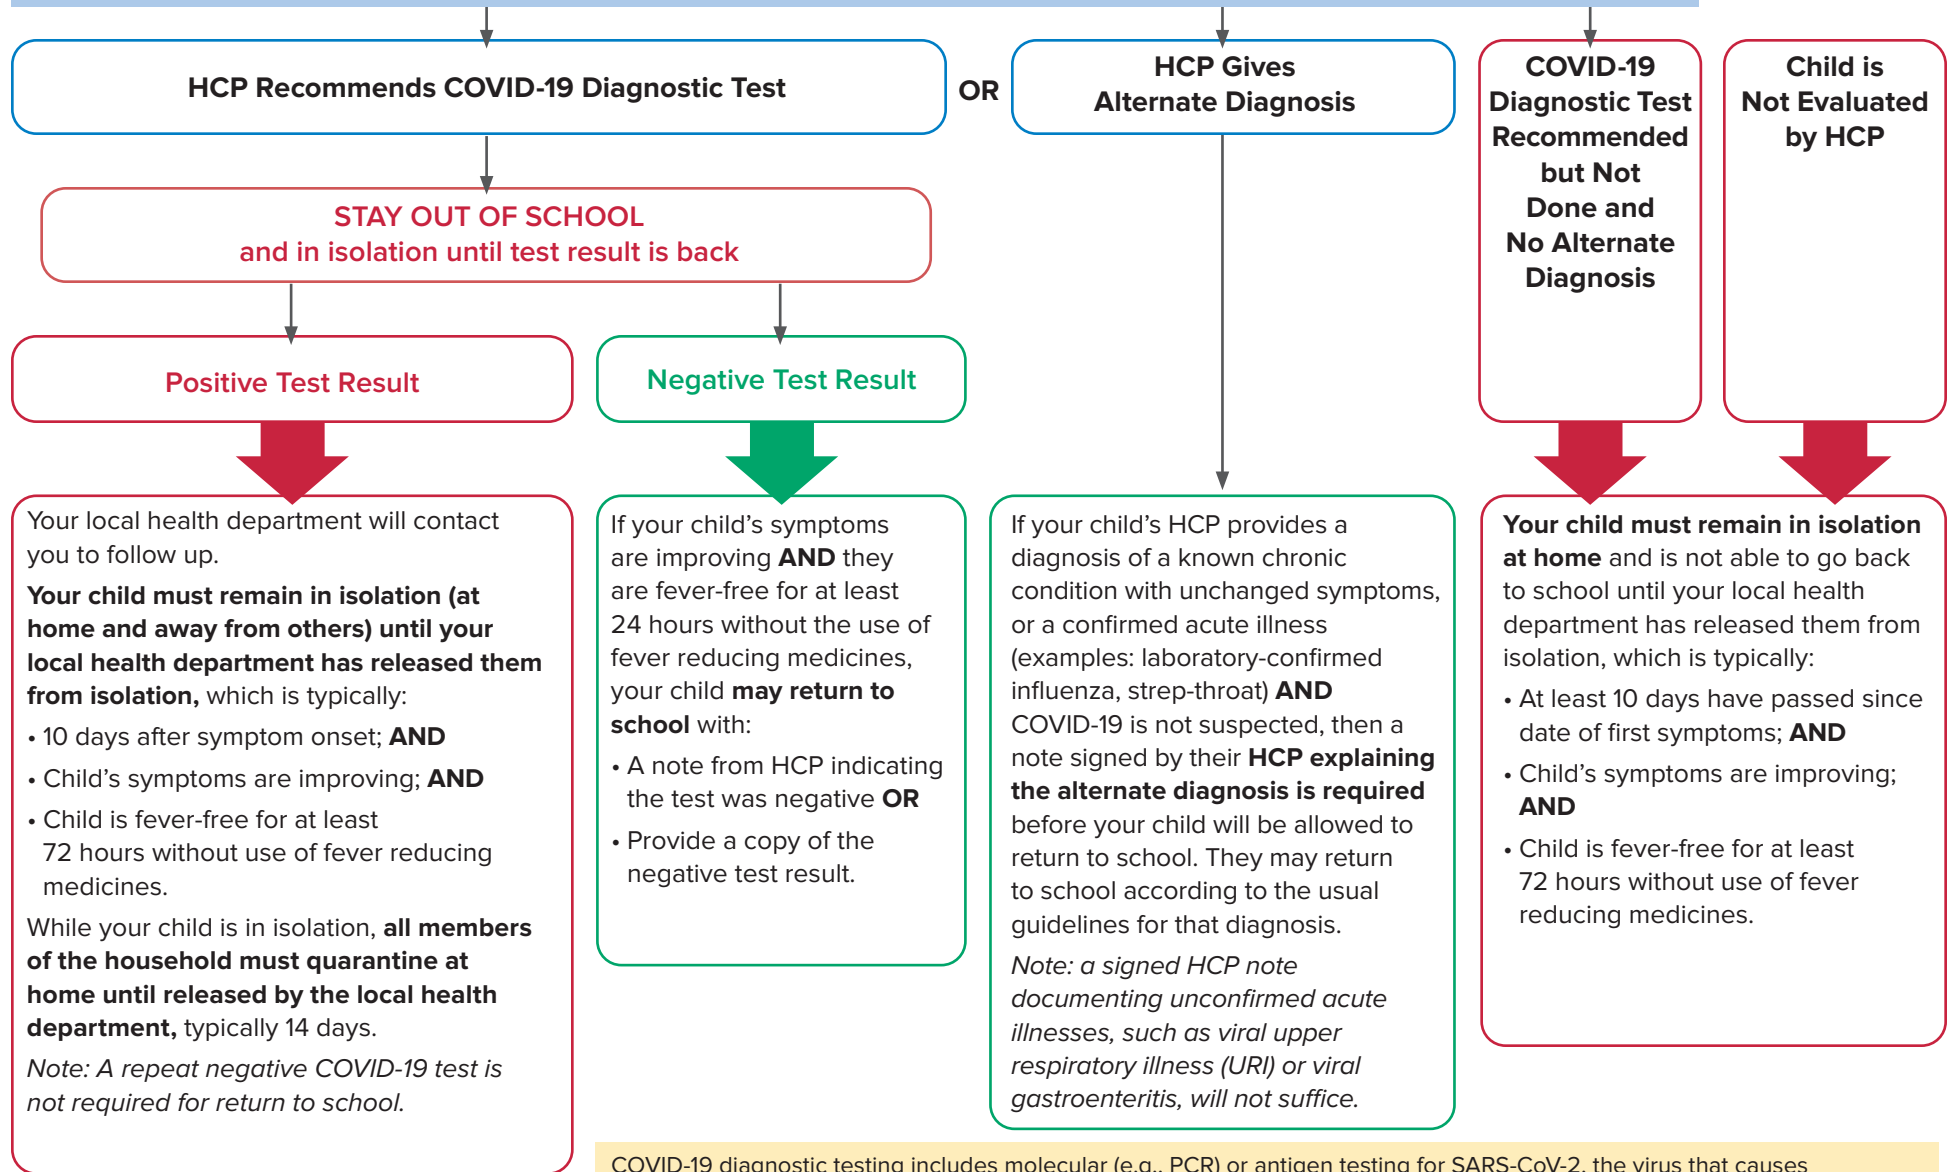 HCP Recommends COVID-19 Diagnostic Test
OR
HCP Gives
Alternate Diagnosis
COVID-19
Diagnostic Test
Recommended
but Not
Done and
No Alternate
Diagnosis
Child is
Not Evaluated
by HCP
STAY OUT OF SCHOOL
and in isolation until test result is back
Positive Test Result
Negative Test Result
Your local health department will contact
you to follow up.
Your child must remain in isolation (at
home and away from others) until your
local health department has released them
from isolation, which is typically:
• 10 days after symptom onset; AND
• Child's symptoms are improving; AND
• Child is fever-free for at least
72 hours without use of fever reducing
medicines.
While your child is in isolation, all members
of the household must quarantine at
home until released by the local health
department, typically 14 days.
Note: A repeat negative COVID-19 test is
not required for return to school.
If your child's symptoms
are improving AND they
are fever-free for at least
24 hours without the use of
fever reducing medicines,
your child may return to
school with:
• A note from HCP indicating
the test was negative OR
• Provide a copy of the
negative test result.
If your child's HCP provides a
diagnosis of a known chronic
condition with unchanged symptoms,
or a confirmed acute illness
(examples: laboratory-confirmed
influenza, strep-throat) AND
COVID-19 is not suspected, then a
note signed by their HCP explaining
the alternate diagnosis is required
before your child will be allowed to
return to school. They may return
to school according to the usual
guidelines for that diagnosis.
Note: a signed HCP note
documenting unconfirmed acute
illnesses, such as viral upper
respiratory illness (URI) or viral
gastroenteritis, will not suffice.
Your child must remain in isolation
at home and is not able to go back
to school until your local health
department has released them from
isolation, which is typically:
• At least 10 days have passed since
date of first symptoms; AND
• Child's symptoms are improving;
AND
• Child is fever-free for at least
72 hours without use of fever
reducing medicines.
COVID-19 diagnostic testing includes molecular (e.g., PCR) or antigen testing for SARS-CoV-2, the virus that causes